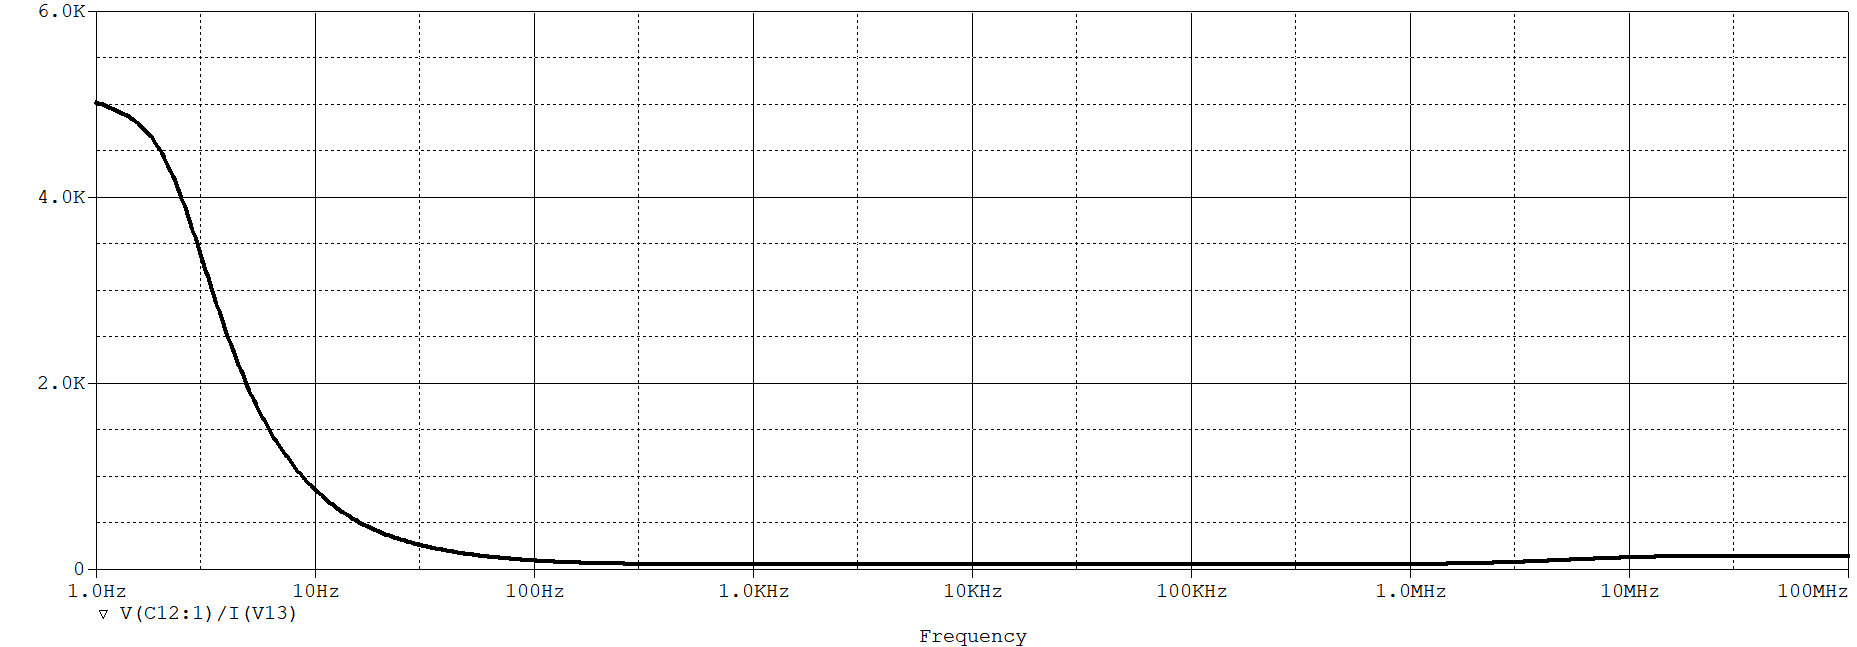 6.0K
4.0K
2.0K
0
1.0Hz 10Hz 100Hz 1.0KHz 10KHz 100KHz 1.0MHz 10MHz 100MHz
▽ V(C12:1)/I(V13)
Frequency